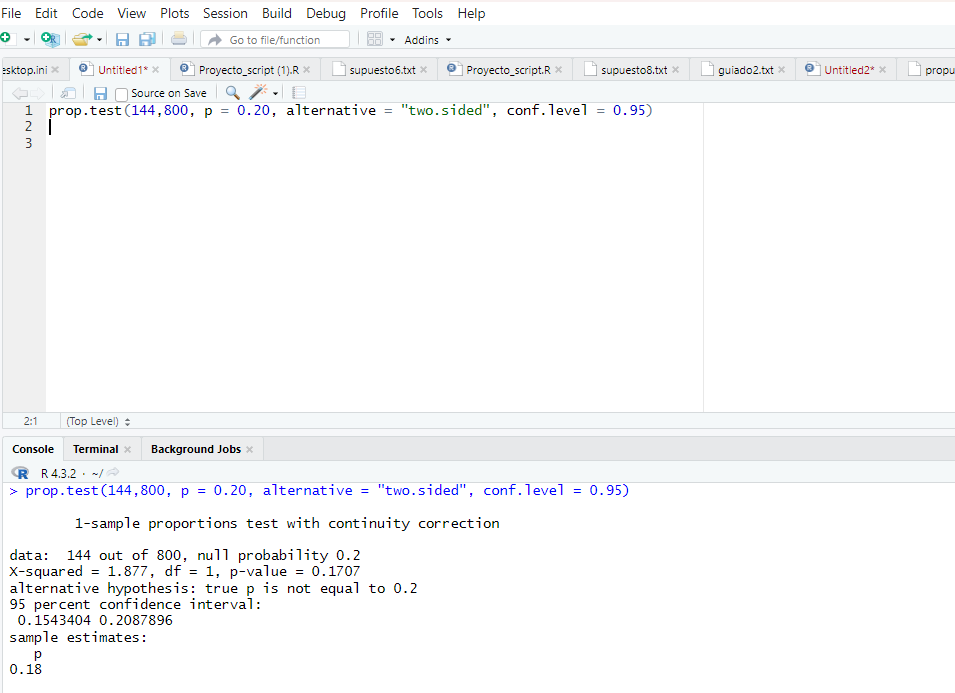 File Edit Code View Plots Session Build Debug Profile Tools Help
Go to file/function Addins
esktop.ini Untitled1* Proyecto_script (1).R supuesto6.txt Proyecto_script.R supuesto8.txt guiado2.txt Untitled2* propu
Source on Save
1 prop.test(144,800, p = 0.20, alternative = "two.sided", conf.level = 0.95)
2
3
2:1 (Top Level)
Console Terminal Background Jobs
R R 4.3.2 · ~/
> prop.test(144,800, p = 0.20, alternative = "two.sided", conf.level = 0.95)
1-sample proportions test with continuity correction
data:  144 out of 800, null probability 0.2
X-squared = 1.877, df = 1, p-value = 0.1707
alternative hypothesis: true p is not equal to 0.2
95 percent confidence interval:
0.1543404 0.2087896
sample estimates:
p
0.18